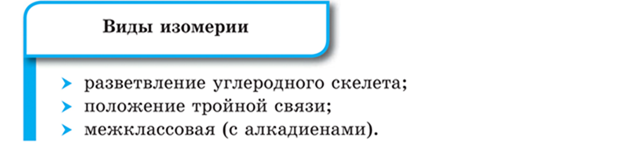 Виды изомерии
разветвление углеродного скелета;
положение тройной связи;
межклассовая (с алкадиенами).